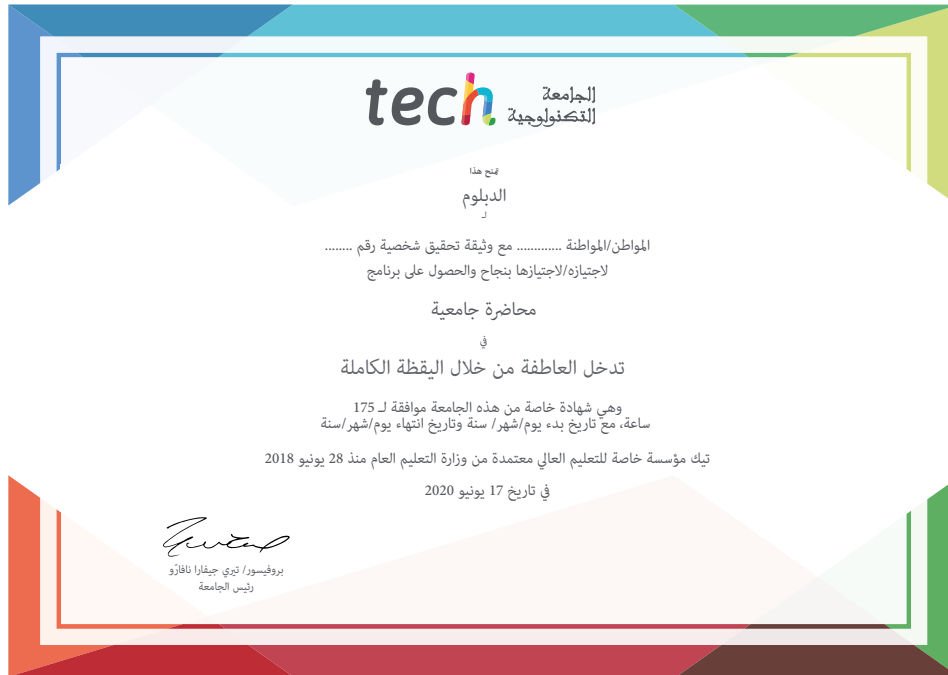 tech الجامعة
التكنولوجية
تمنح هذا
الدبلوم
لـ
المواطن/المواطنة ............. مع وثيقة تحقيق شخصية رقم ........
لاجتيازه/لاجتيازها بنجاح والحصول على برنامج
محاضرة جامعية
في
تدخل العاطفة من خلال اليقظة الكاملة
وهي شهادة خاصة من هذه الجامعة موافقة لـ 175
ساعة، مع تاريخ بدء يوم/شهر/ سنة وتاريخ انتهاء يوم/شهر/سنة
تيك مؤسسة خاصة للتعليم العالي معتمدة من وزارة التعليم العام منذ 28 يونيو 2018
في تاريخ 17 يونيو 2020
بروفيسور/ تيري جيفارا نافارّو
رئيس الجامعة